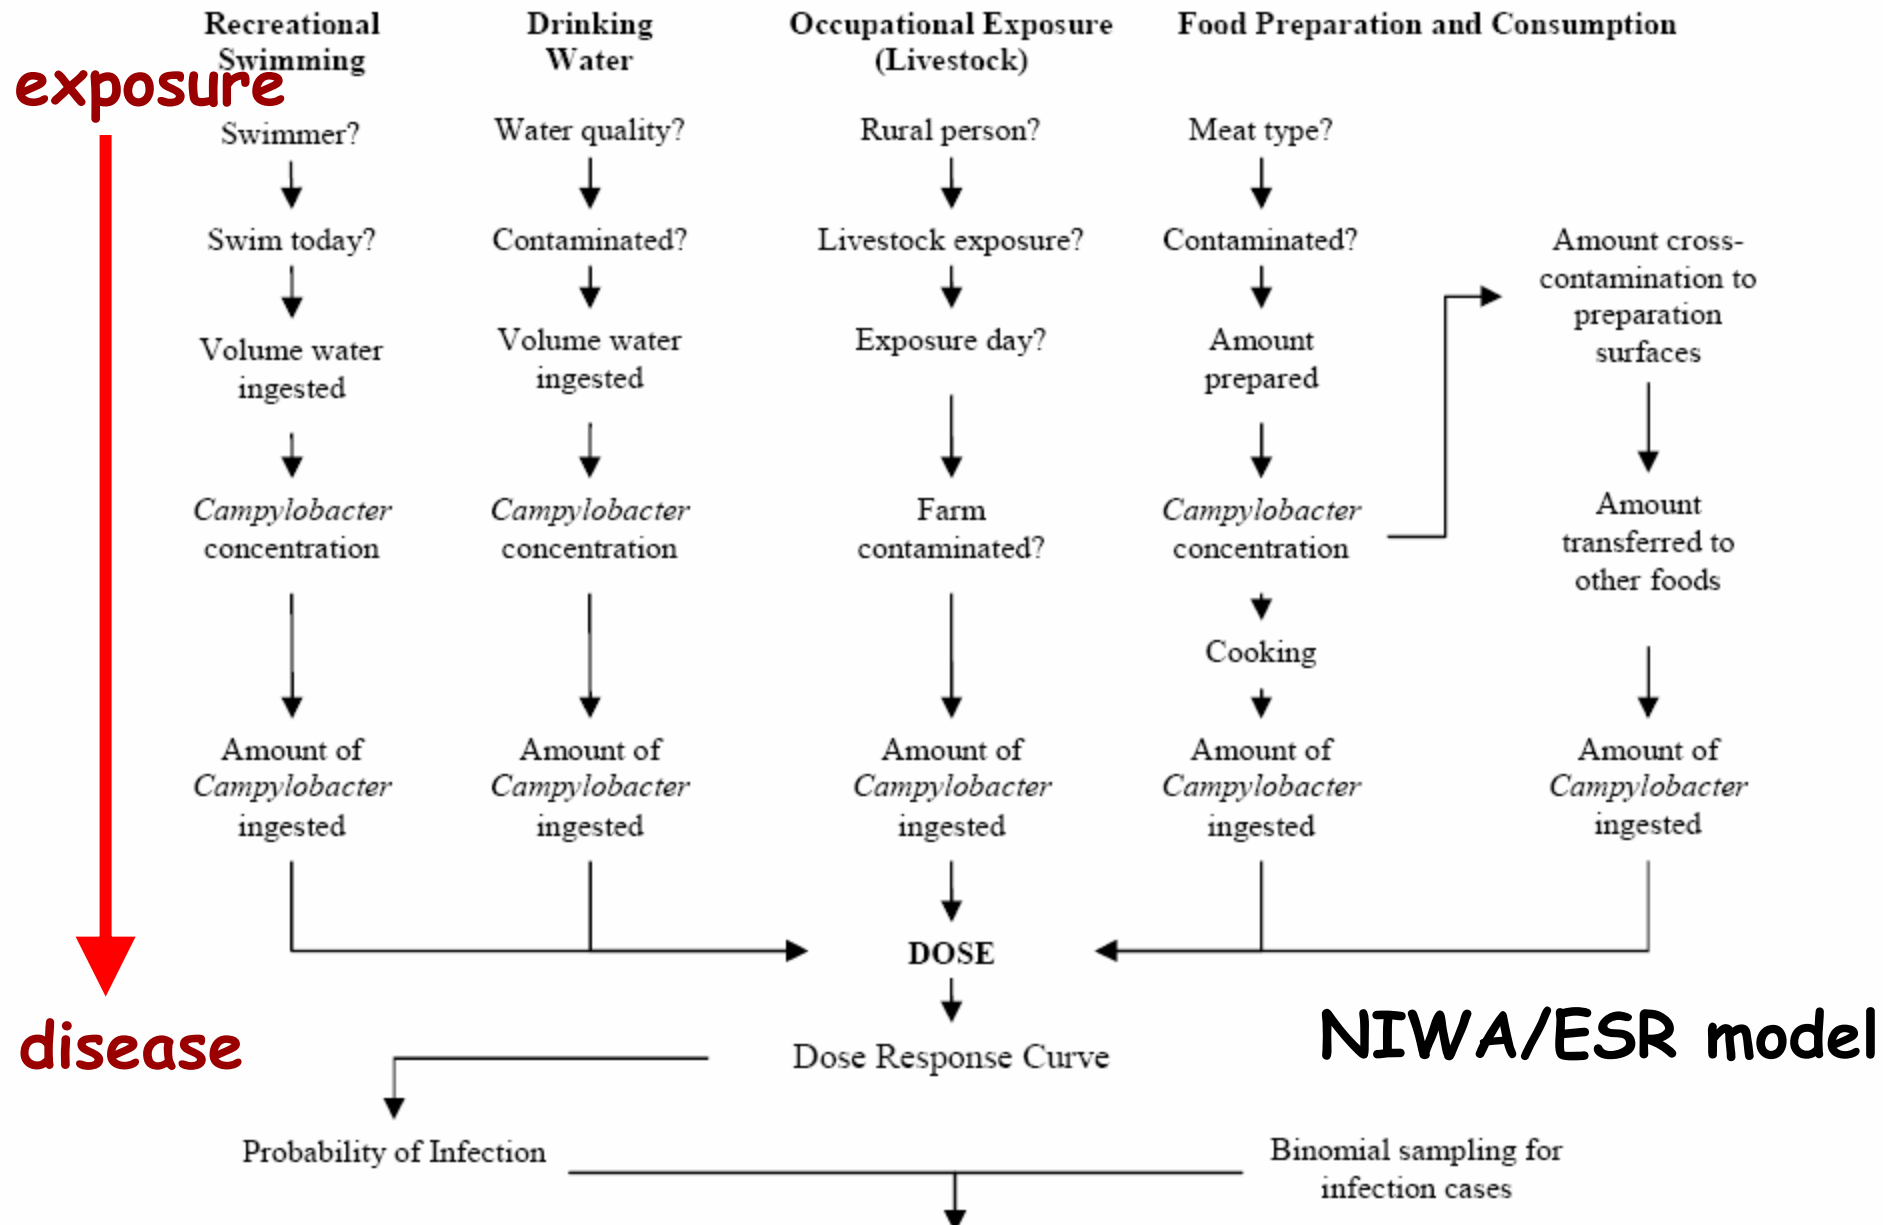 Recreational
Swimming
Drinking
Water
Occupational Exposure
(Livestock)
Food Preparation and Consumption
exposure
Swimmer?
Water quality?
Rural person?
Meat type?
Swim today?
Contaminated?
Livestock exposure?
Contaminated?
Amount cross-
contamination to
preparation
surfaces
Volume water
ingested
Volume water
ingested
Exposure day?
Amount
prepared
Campylobacter
concentration
Campylobacter
concentration
Farm
contaminated?
Campylobacter
concentration
Amount
transferred to
other foods
Cooking
Amount of
Campylobacter
ingested
Amount of
Campylobacter
ingested
Amount of
Campylobacter
ingested
Amount of
Campylobacter
ingested
Amount of
Campylobacter
ingested
DOSE
disease
Dose Response Curve
NIWA/ESR model
Probability of Infection
Binomial sampling for
infection cases